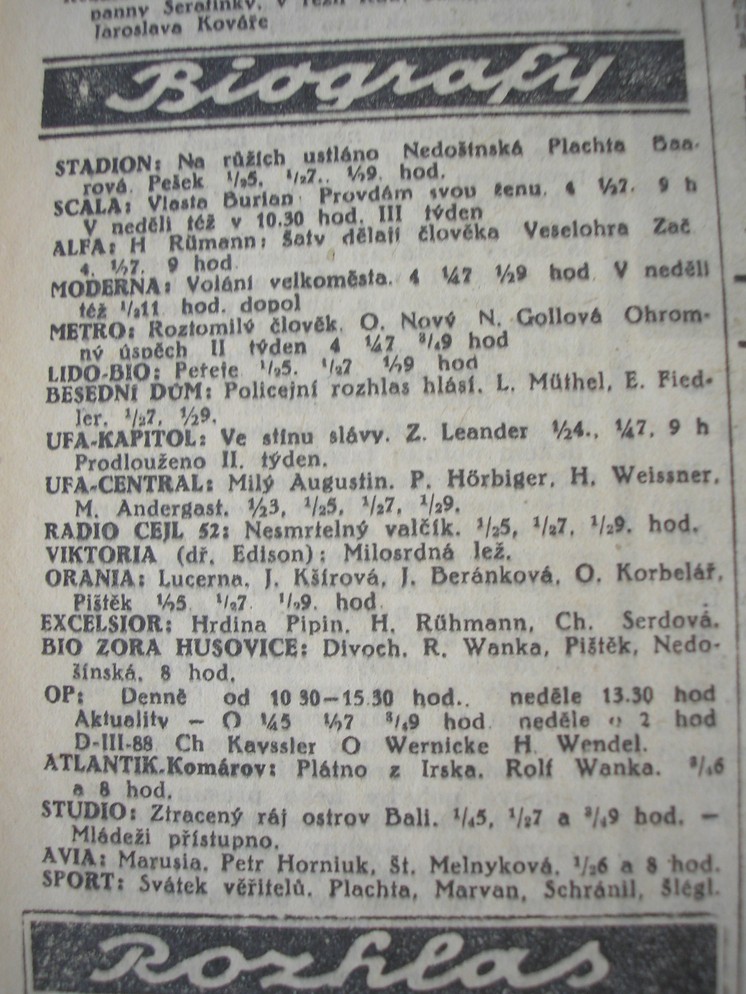 panny Serafinky, v režii
Jaroslava Kováře
Biografy
STADION: Na růžích ustláno Nedošinská Plachta Baa-
rová, Pešek ½5, ½7., ½9. hod.
SCALA: Vlasta Burian: Provdám svou ženu. 4 ½7. 9 h
V neděli též v 10.30 hod. III týden
ALFA: H Rümann: Šaty dělají člověka Veselohra Zač
4, ½7, 9 hod
MODERNA: Volání velkoměsta. 4 ¼7 ½9 hod V neděli
též ½11 hod. dopol
METRO: Roztomilý člověk. O. Nový N. Gollová Ohrom-
ný úspěch II týden 4 ¼7 ¾9 hod
LIDO-BIO: Peřeje ½5. ½7 ½9 hod
BESEDNÍ DŮM: Policejní rozhlas hlásí. L. Müthel, E. Fied-
ler. ½7, ½9.
UFA-KAPITOL: Ve stínu slávy. Z. Leander ½4., ¼7, 9 h
Prodlouženo II. týden.
UFA-CENTRAL: Milý Augustin. P. Hörbiger, H. Weissner,
M. Andergast. ½3, ½5, ½7, ½9.
RADIO CEJL 52: Nesmrtelný valčík. ½5, ½7, ½9. hod.
VIKTORIA (dř. Edison): Milosrdná lež.
ORANIA: Lucerna. J. Kšírová, J. Beránková, O. Korbelář,
Pištěk ½5 ½7 ½9. hod
EXCELSIOR: Hrdina Pipin. H. Rühmann, Ch. Serdová.
BIO ZORA HUSOVICE: Divoch. R. Wanka, Pištěk, Nedo-
šínská, 8 hod.
OP: Denně od 10 30—15.30 hod., neděle 13.30 hod
Aktuality — O ¼5 ½7 ¾9 hod neděle o 2 hod
D-III-88 Ch Kayssler O Wernicke H. Wendel.
ATLANTIK-Komárov: Plátno z Irska. Rolf Wanka. ¾6
a 8 hod.
STUDIO: Ztracený ráj ostrov Bali. ¼5, ½7 a ¾9 hod. —
Mládeži přístupno.
AVIA: Marusia. Petr Horniuk, Št. Melnyková. ½6 a 8 hod.
SPORT: Svátek věřitelů. Plachta, Marvan, Schránil, Šlégl.
Rozhlas